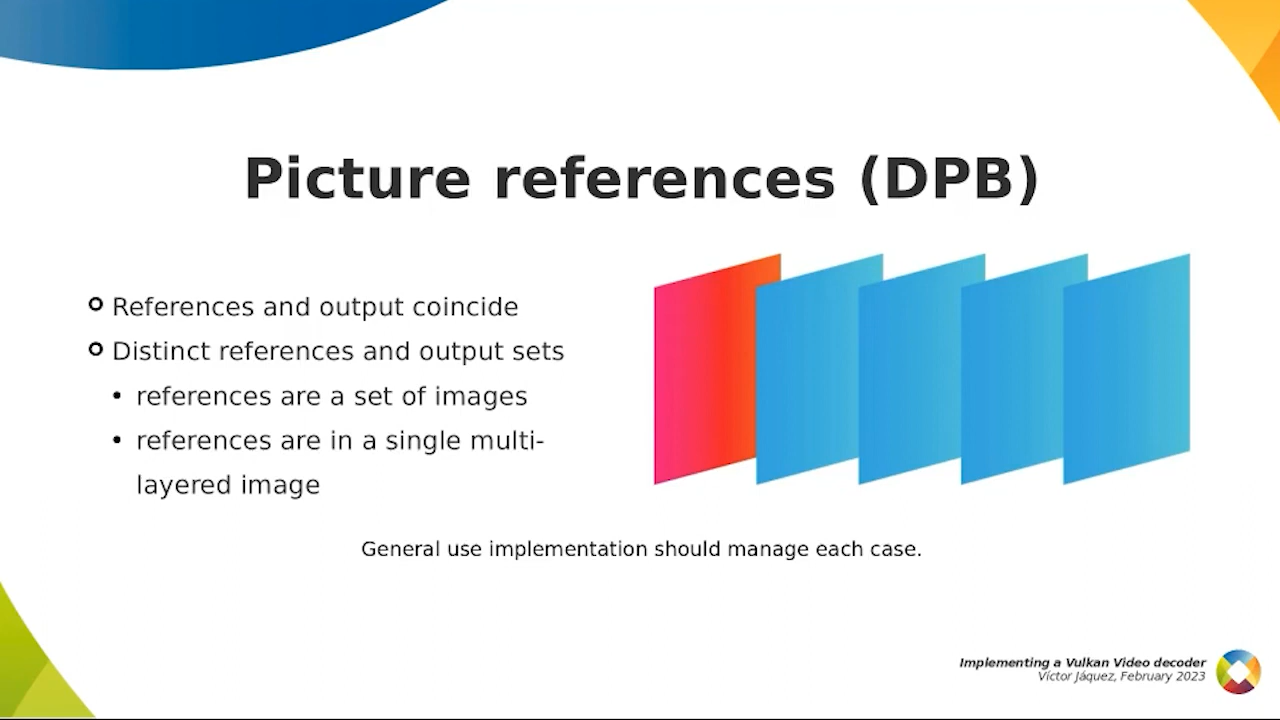 Picture references (DPB)
References and output coincide
Distinct references and output sets
references are a set of images
references are in a single multi-
layered image
General use implementation should manage each case.
Implementing a Vulkan Video decoder
Víctor Jáquez, February 2023